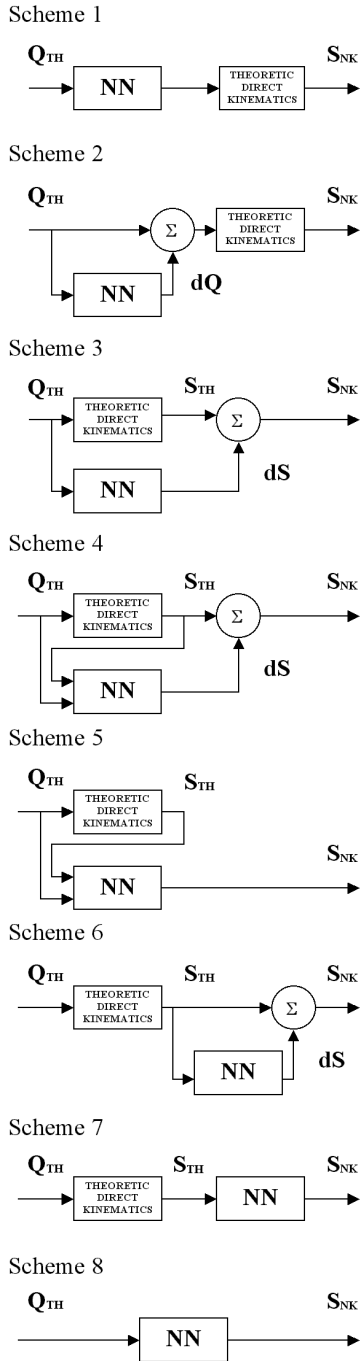 Scheme 1
QTH SNK
NN
THEORETIC
DIRECT
KINEMATICS
Scheme 2
QTH SNK
Σ
THEORETIC
DIRECT
KINEMATICS
NN
dQ
Scheme 3
QTH STH SNK
THEORETIC
DIRECT
KINEMATICS
Σ
NN
dS
Scheme 4
QTH STH SNK
THEORETIC
DIRECT
KINEMATICS
Σ
NN
dS
Scheme 5
QTH STH
THEORETIC
DIRECT
KINEMATICS
SNK
NN
Scheme 6
QTH STH SNK
THEORETIC
DIRECT
KINEMATICS
Σ
NN
dS
Scheme 7
QTH STH SNK
THEORETIC
DIRECT
KINEMATICS
NN
Scheme 8
QTH SNK
NN